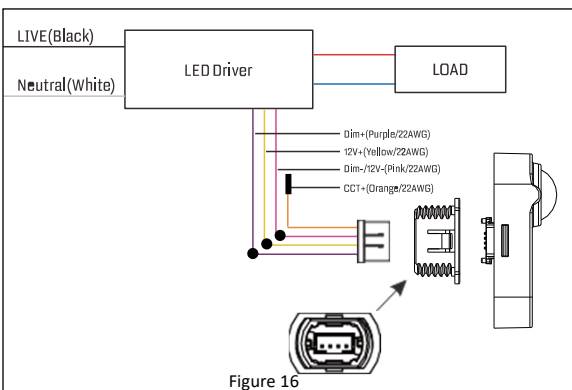 LIVE(Black)
Neutral(White)
LED Driver
LOAD
Dim+(Purple/22AWG)
12V+(Yellow/22AWG)
Dim-/12V-(Pink/22AWG)
CCT+(Orange/22AWG)
Figure 16